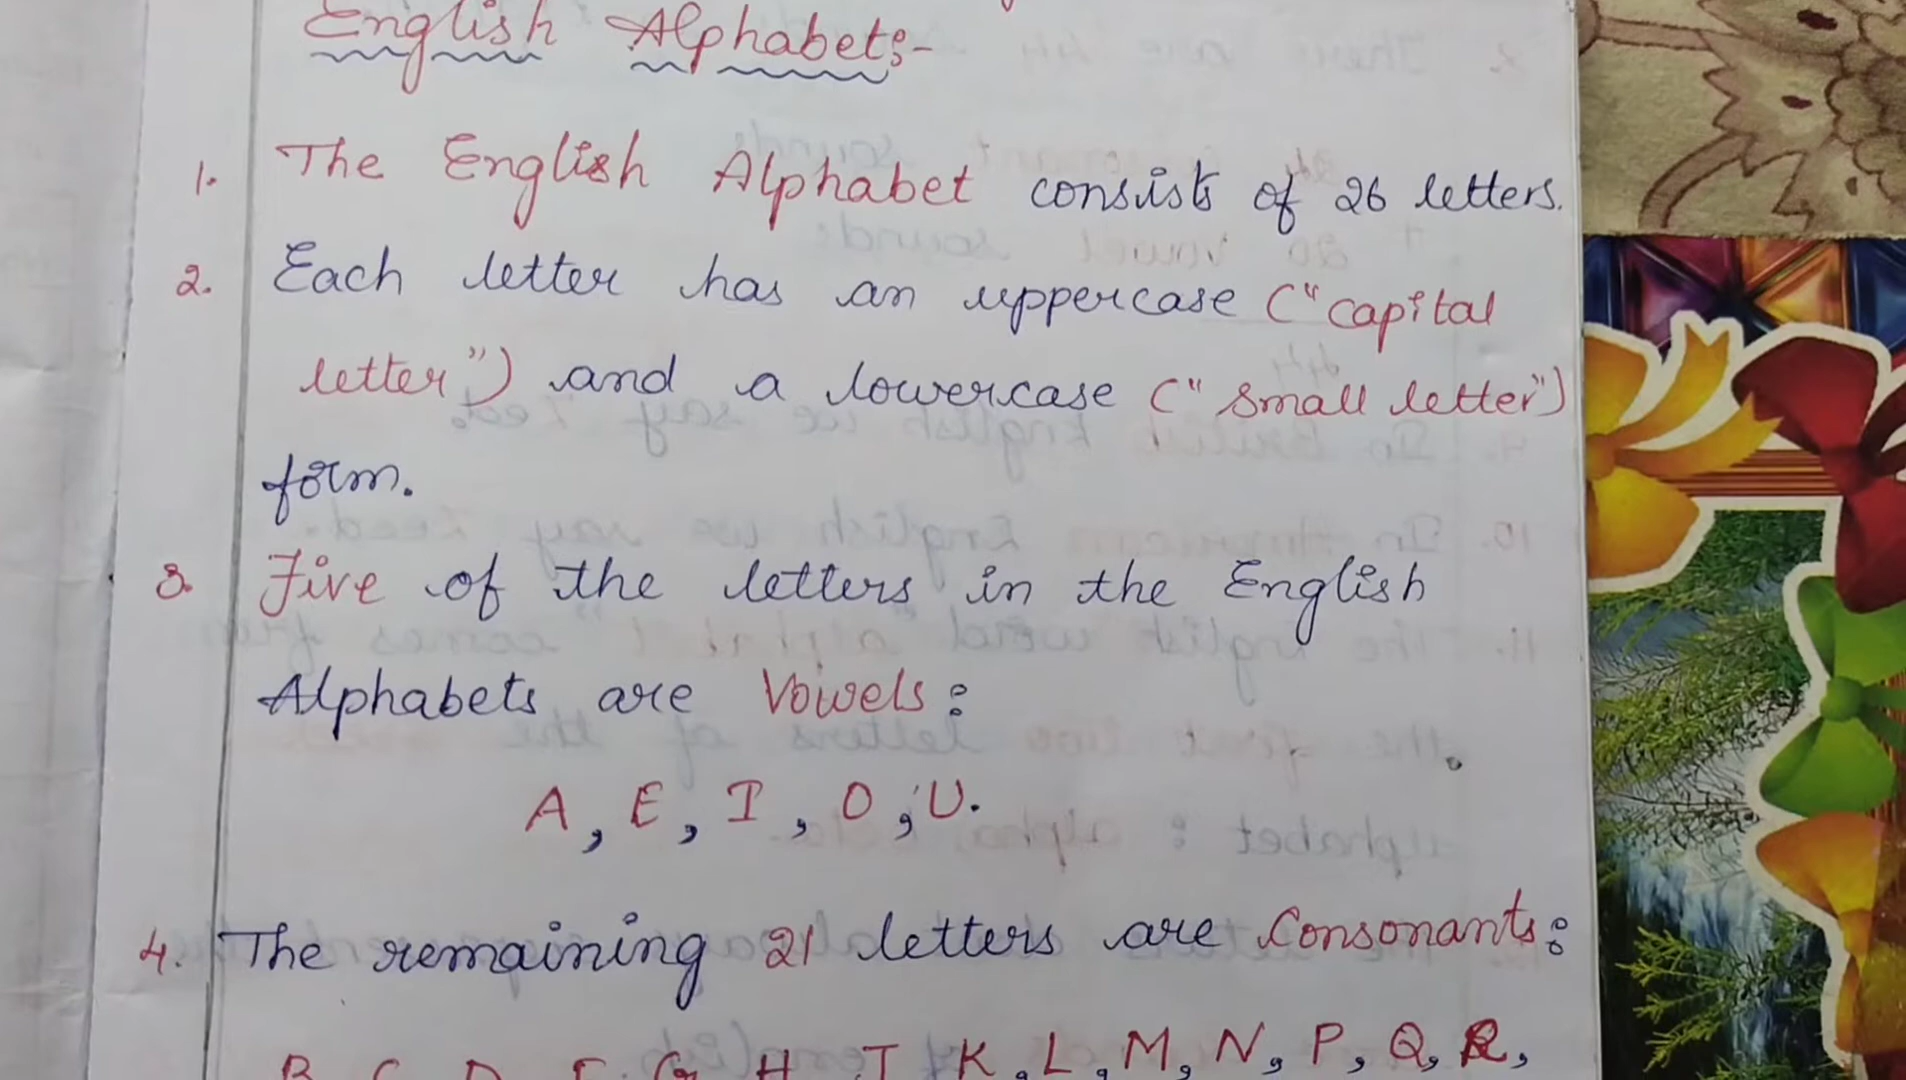 English Alphabet:-
1. The English Alphabet consists of 26 letters.
2. Each letter has an uppercase ("capital
letter") and a lowercase ("small letter")
form.
3. Five of the letters in the English
Alphabets are Vowels:
A, E, I, O, U.
4. The remaining 21 letters are Consonants:
B C D F G H J K, L, M, N, P, Q, R,